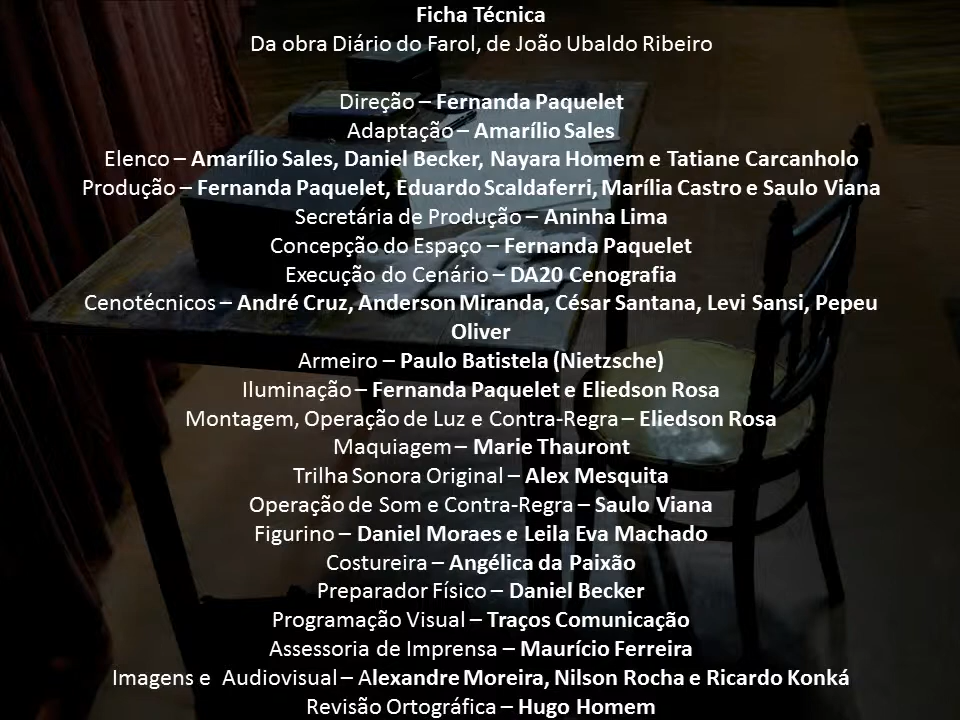 Ficha Técnica
Da obra Diário do Farol, de João Ubaldo Ribeiro
Direção – Fernanda Paquelet
Adaptação – Amarílio Sales
Elenco – Amarílio Sales, Daniel Becker, Nayara Homem e Tatiane Carcanholo
Produção – Fernanda Paquelet, Eduardo Scaldaferri, Marília Castro e Saulo Viana
Secretária de Produção – Aninha Lima
Concepção do Espaço – Fernanda Paquelet
Execução do Cenário – DA20 Cenografia
Cenotécnicos – André Cruz, Anderson Miranda, César Santana, Levi Sansi, Pepeu
Oliver
Armeiro – Paulo Batistela (Nietzsche)
Iluminação – Fernanda Paquelet e Eliedson Rosa
Montagem, Operação de Luz e Contra-Regra – Eliedson Rosa
Maquiagem – Marie Thauront
Trilha Sonora Original – Alex Mesquita
Operação de Som e Contra-Regra – Saulo Viana
Figurino – Daniel Moraes e Leila Eva Machado
Costureira – Angélica da Paixão
Preparador Físico – Daniel Becker
Programação Visual – Traços Comunicação
Assessoria de Imprensa – Maurício Ferreira
Imagens e  Audiovisual – Alexandre Moreira, Nilson Rocha e Ricardo Konká
Revisão Ortográfica – Hugo Homem